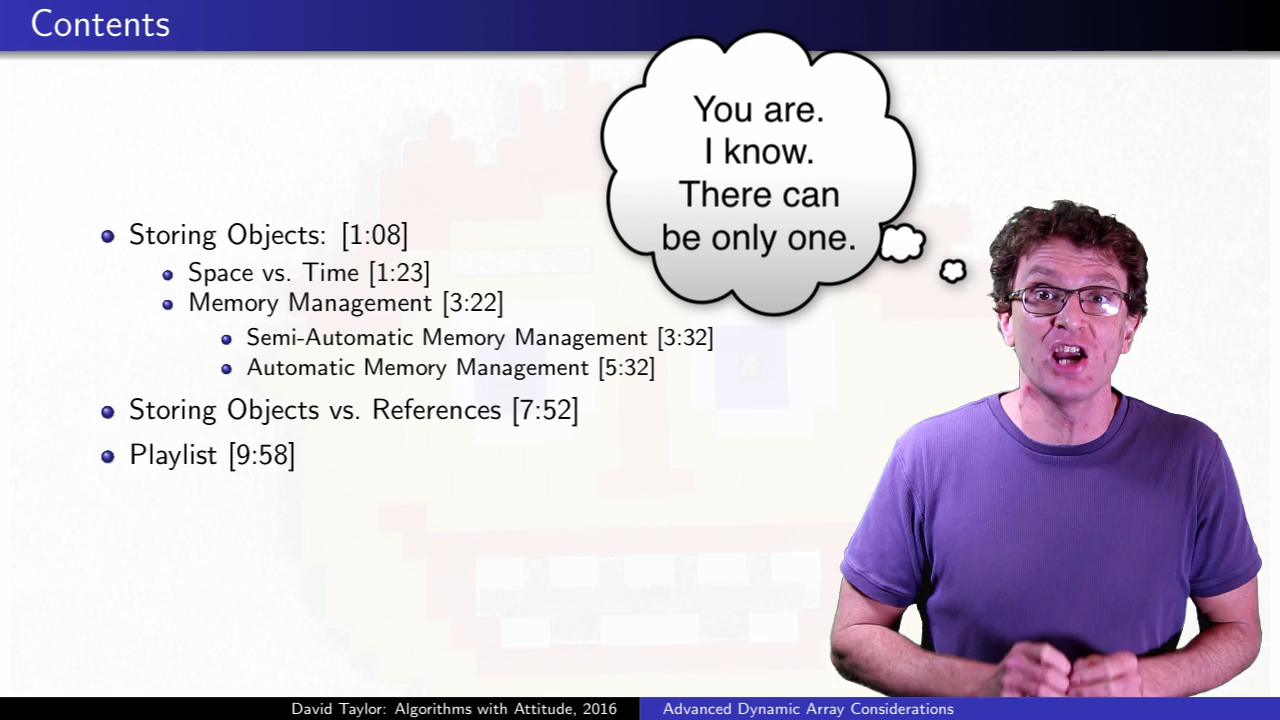 Contents
You are.
I know.
There can
be only one.
Storing Objects: [1:08]
Space vs. Time [1:23]
Memory Management [3:22]
Semi-Automatic Memory Management [3:32]
Automatic Memory Management [5:32]
Storing Objects vs. References [7:52]
Playlist [9:58]
David Taylor: Algorithms with Attitude, 2016
Advanced Dynamic Array Considerations